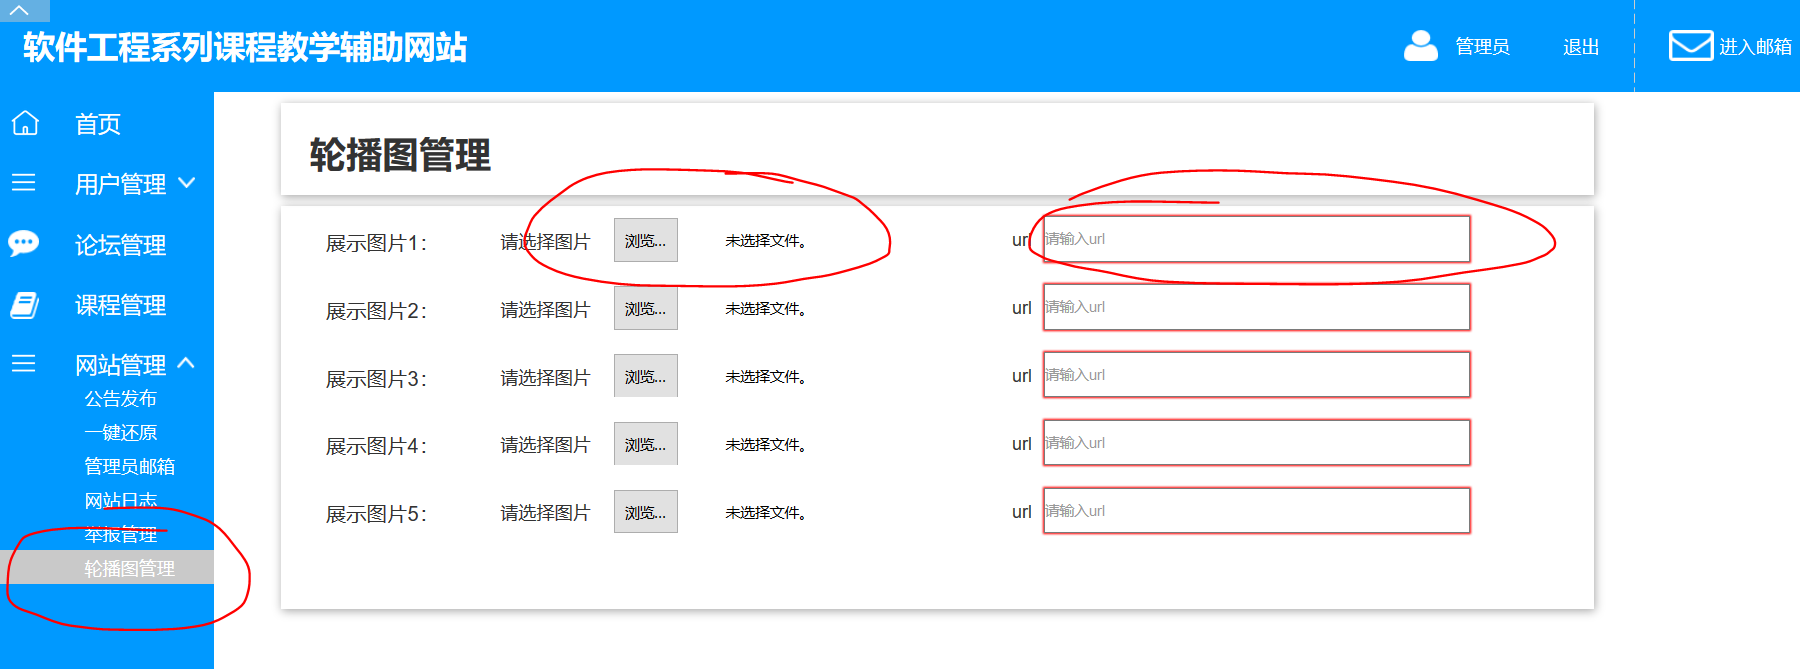 软件工程系列课程教学辅助网站
管理员 退出 进入邮箱
首页
用户管理
论坛管理
课程管理
网站管理
公告发布
一键还原
管理员邮箱
网站日志
举报管理
轮播图管理
轮播图管理
展示图片1: 请选择图片 浏览... 未选择文件。 url 请输入url
展示图片2: 请选择图片 浏览... 未选择文件。 url 请输入url
展示图片3: 请选择图片 浏览... 未选择文件。 url 请输入url
展示图片4: 请选择图片 浏览... 未选择文件。 url 请输入url
展示图片5: 请选择图片 浏览... 未选择文件。 url 请输入url